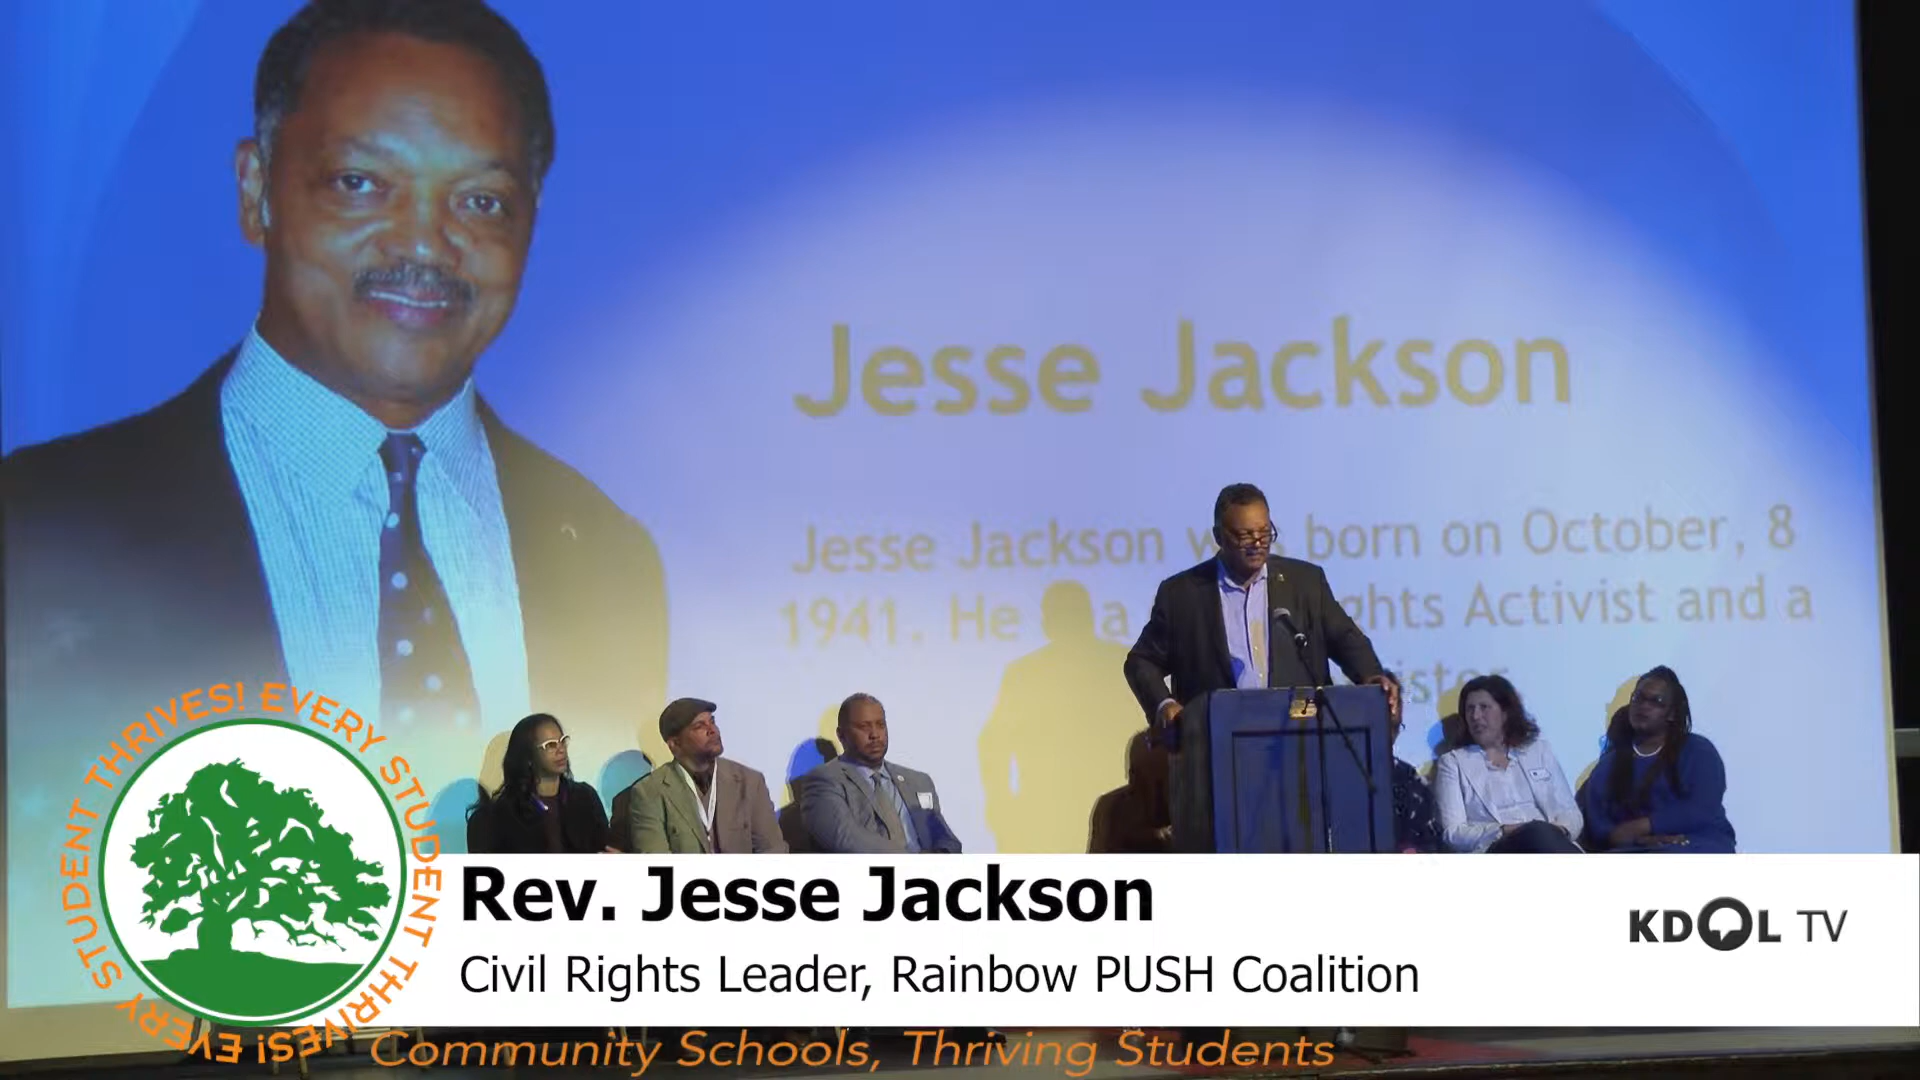 Jesse Jackson
Jesse Jackson born on October, 8
1941. He a ghts Activist and a
EVERY STUDENT THRIVES! EVERY STUDENT THRIVES!
Rev. Jesse Jackson
Civil Rights Leader, Rainbow PUSH Coalition
KDOL TV
Community Schools, Thriving Students